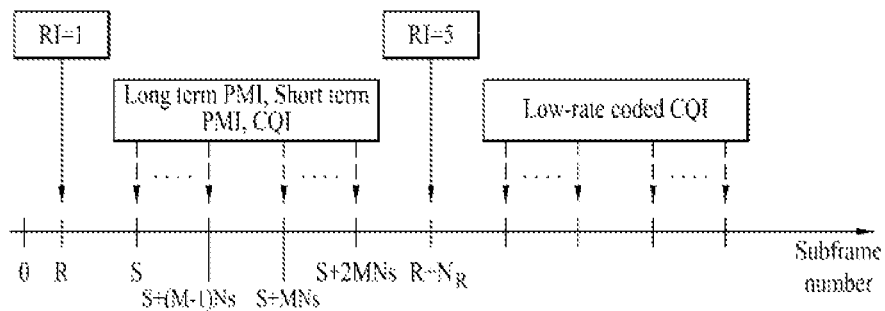 RI=1
RI=5
Long term PMI, Short term
PMI, CQI
Low-rate coded CQI
....
....
....
....
0
R
S
S+(M-1)Ns
S+MNs
S+2MNs
R+NR
Subframe
number